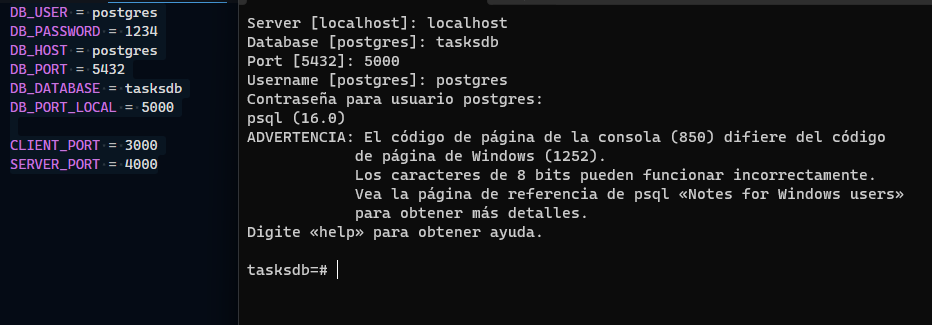 DB_USER = postgres
DB_PASSWORD = 1234
DB_HOST = postgres
DB_PORT = 5432
DB_DATABASE = tasksdb
DB_PORT_LOCAL = 5000
CLIENT_PORT = 3000
SERVER_PORT = 4000
Server [localhost]: localhost
Database [postgres]: tasksdb
Port [5432]: 5000
Username [postgres]: postgres
Contraseña para usuario postgres:
psql (16.0)
ADVERTENCIA: El código de página de la consola (850) difiere del código
de página de Windows (1252).
Los caracteres de 8 bits pueden funcionar incorrectamente.
Vea la página de referencia de psql «Notes for Windows users»
para obtener más detalles.
Digite «help» para obtener ayuda.
tasksdb=#